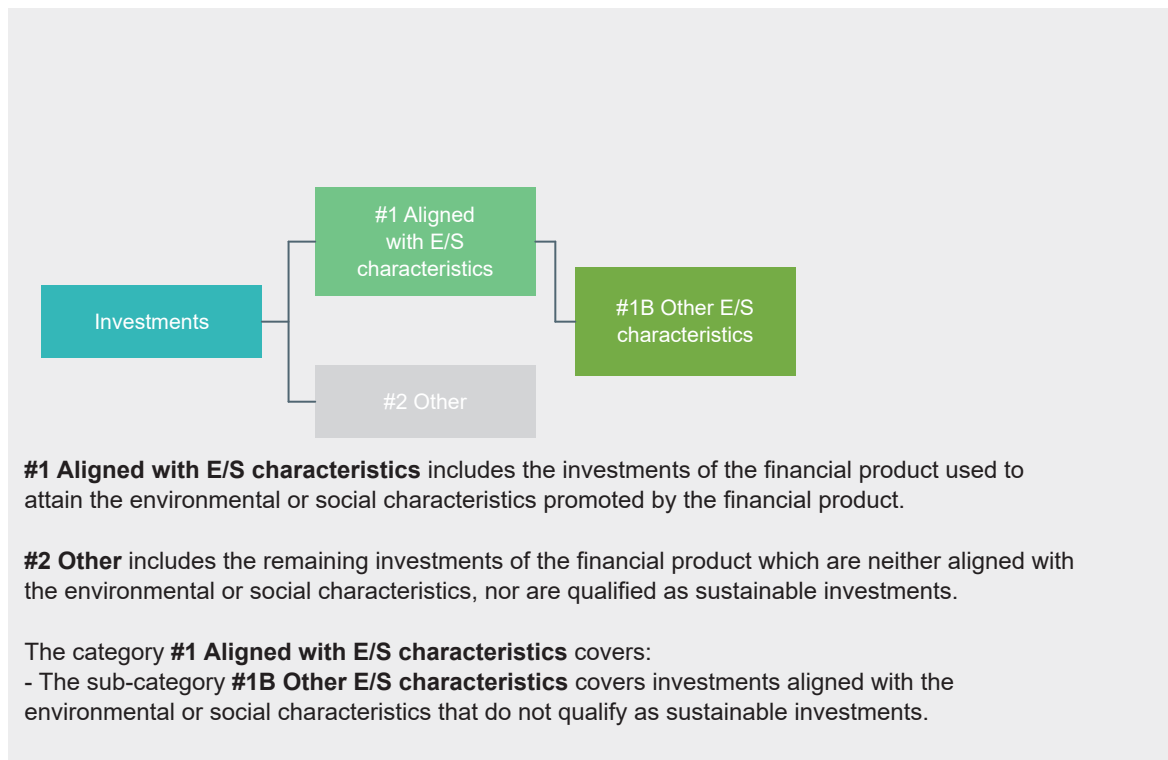 #1 Aligned
with E/S
characteristics
Investments
#1B Other E/S
characteristics
#2 Other
#1 Aligned with E/S characteristics includes the investments of the financial product used to
attain the environmental or social characteristics promoted by the financial product.
#2 Other includes the remaining investments of the financial product which are neither aligned with
the environmental or social characteristics, nor are qualified as sustainable investments.
The category #1 Aligned with E/S characteristics covers:
- The sub-category #1B Other E/S characteristics covers investments aligned with the
environmental or social characteristics that do not qualify as sustainable investments.